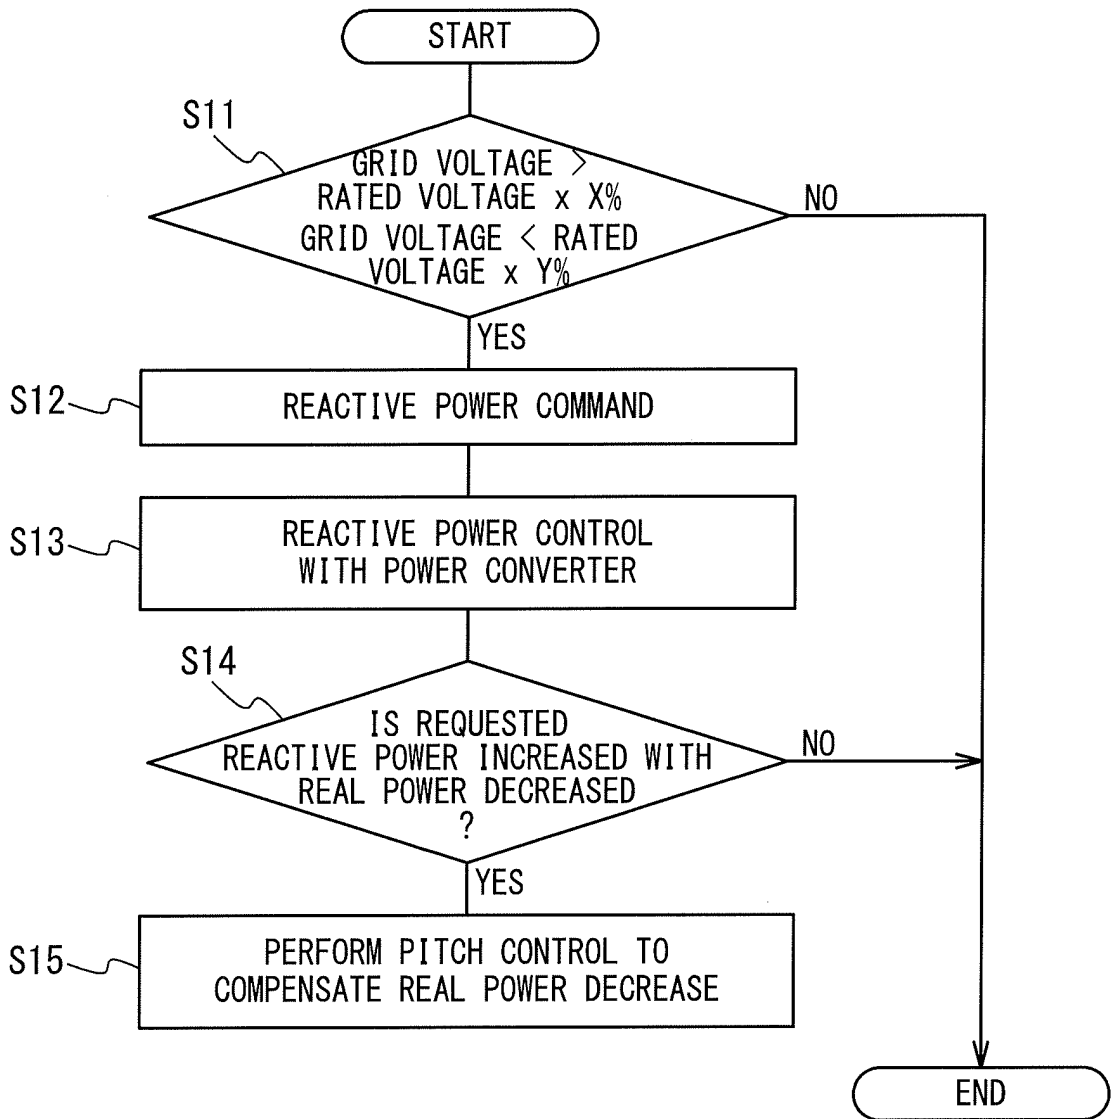 START
S11
GRID VOLTAGE >
RATED VOLTAGE x X%
GRID VOLTAGE < RATED
VOLTAGE x Y%
NO
YES
S12
REACTIVE POWER COMMAND
S13
REACTIVE POWER CONTROL
WITH POWER CONVERTER
S14
IS REQUESTED
REACTIVE POWER INCREASED WITH
REAL POWER DECREASED
?
NO
YES
S15
PERFORM PITCH CONTROL TO
COMPENSATE REAL POWER DECREASE
END